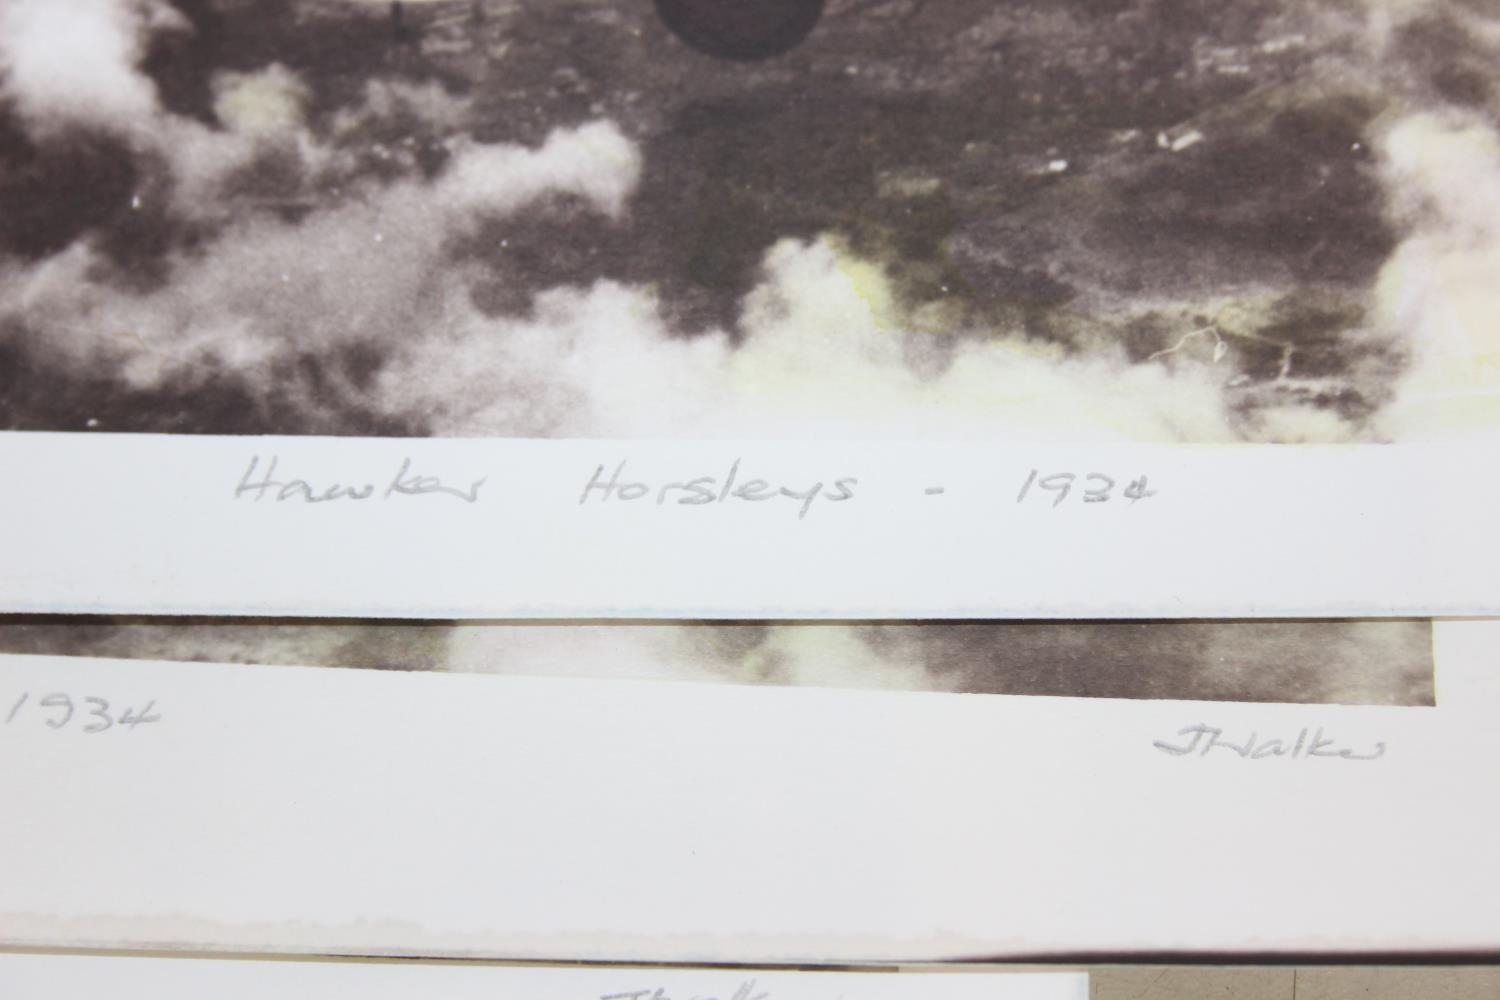 Hawker Horsleys - 1934
1934 JWalker